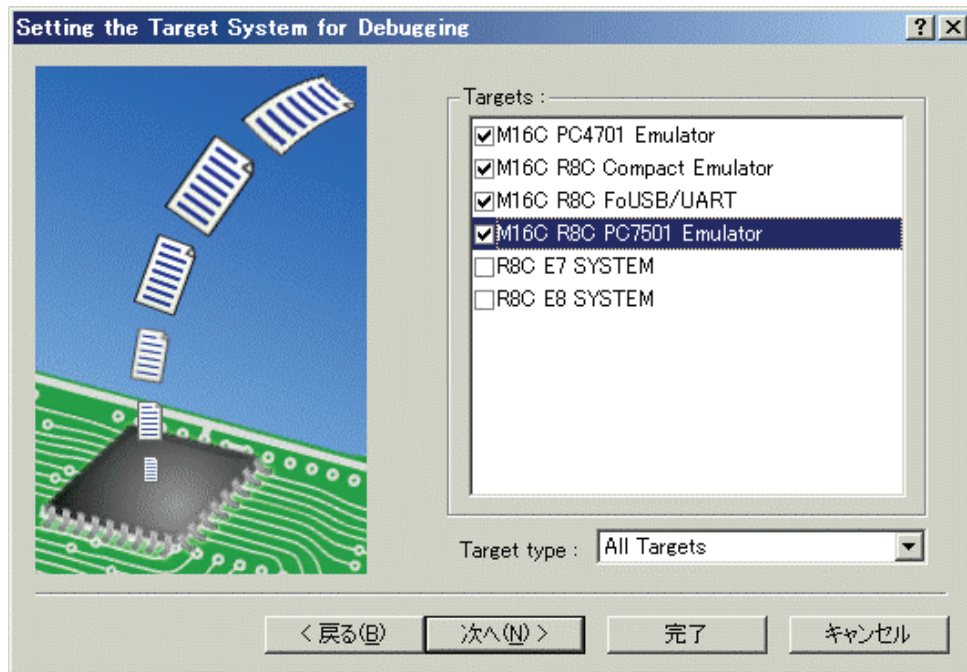 Setting the Target System for Debugging
Targets :
M16C PC4701 Emulator
M16C R8C Compact Emulator
M16C R8C FoUSB/UART
M16C R8C PC7501 Emulator
R8C E7 SYSTEM
R8C E8 SYSTEM
Target type : All Targets
< 戻る(B) 次へ(N) > 完了 キャンセル